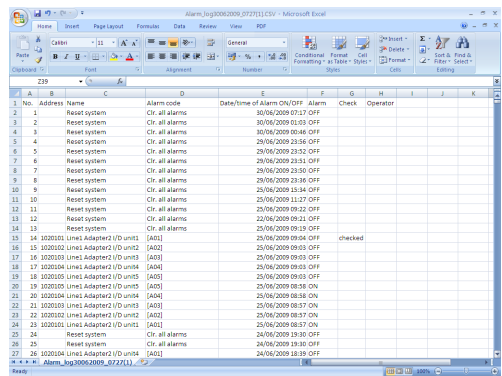 Alarm_log30062009_0727(1).CSV - Microsoft Excel
Home Insert Page Layout Formulas Data Review View PDF
Calibri 11 A A General Insert Σ
Paste B I U Conditional Formatting Format as Table Cell Styles Delete Format Sort & Filter Find & Select
Clipboard Font Alignment Number Styles Cells Editing
Z39 fx
A B C D E F G H I J K
1 No. Address Name Alarm code Date/time of Alarm ON/OFF Alarm Check Operator
2 1 Reset system Clr. all alarms 30/06/2009 07:17 OFF
3 2 Reset system Clr. all alarms 30/06/2009 01:03 OFF
4 3 Reset system Clr. all alarms 30/06/2009 00:46 OFF
5 4 Reset system Clr. all alarms 29/06/2009 23:56 OFF
6 5 Reset system Clr. all alarms 29/06/2009 23:52 OFF
7 6 Reset system Clr. all alarms 29/06/2009 23:51 OFF
8 7 Reset system Clr. all alarms 29/06/2009 23:50 OFF
9 8 Reset system Clr. all alarms 29/06/2009 23:36 OFF
10 9 Reset system Clr. all alarms 25/06/2009 15:34 OFF
11 10 Reset system Clr. all alarms 25/06/2009 11:27 OFF
12 11 Reset system Clr. all alarms 25/06/2009 09:22 OFF
13 12 Reset system Clr. all alarms 22/06/2009 09:21 OFF
14 13 Reset system Clr. all alarms 25/06/2009 09:19 OFF
15 14 1020101 Line1 Adapter2 I/D unit1 [A01] 25/06/2009 09:04 OFF checked
16 15 1020102 Line1 Adapter2 I/D unit2 [A02] 25/06/2009 09:03 OFF
17 16 1020103 Line1 Adapter2 I/D unit3 [A03] 25/06/2009 09:03 OFF
18 17 1020104 Line1 Adapter2 I/D unit4 [A04] 25/06/2009 09:03 OFF
19 18 1020105 Line1 Adapter2 I/D unit5 [A05] 25/06/2009 09:03 OFF
20 19 1020105 Line1 Adapter2 I/D unit5 [A05] 25/06/2009 08:58 ON
21 20 1020104 Line1 Adapter2 I/D unit4 [A04] 25/06/2009 08:58 ON
22 21 1020103 Line1 Adapter2 I/D unit3 [A03] 25/06/2009 08:57 ON
23 22 1020102 Line1 Adapter2 I/D unit2 [A02] 25/06/2009 08:57 ON
24 23 1020101 Line1 Adapter2 I/D unit1 [A01] 25/06/2009 08:57 ON
25 24 Reset system Clr. all alarms 24/06/2009 19:30 OFF
26 25 Reset system Clr. all alarms 24/06/2009 19:30 OFF
27 26 1020104 Line1 Adapter2 I/D unit4 [A01] 24/06/2009 18:39 OFF
Alarm_log30062009_0727(1)
Ready 100%